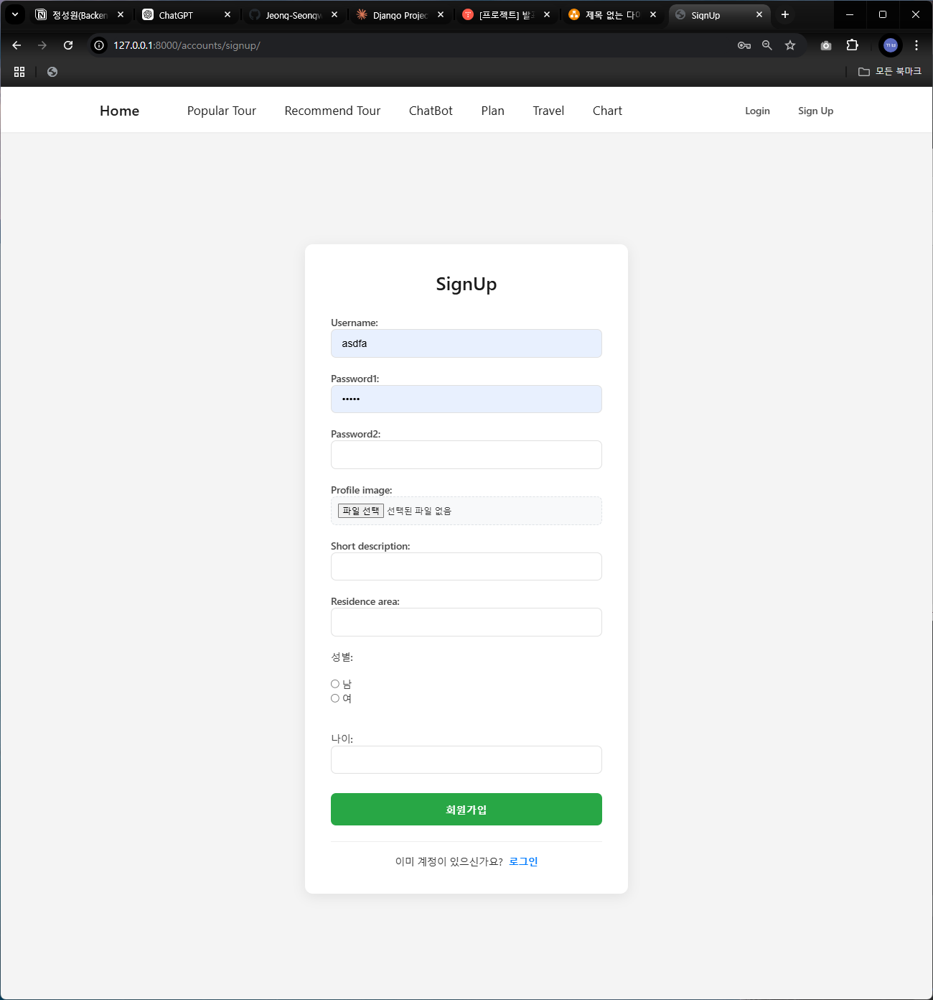 정성원(Backen
ChatGPT
Jeong-Seongw
Django Projec
[프로젝트] 발표
제목 없는 다이
SignUp
127.0.0.1:8000/accounts/signup/
모든 북마크
Home
Popular Tour
Recommend Tour
ChatBot
Plan
Travel
Chart
Login
Sign Up
SignUp
Username:
asdfa
Password1:
•••••
Password2:
Profile image:
파일 선택 선택된 파일 없음
Short description:
Residence area:
성별:
남
여
나이:
회원가입
이미 계정이 있으신가요? 로그인